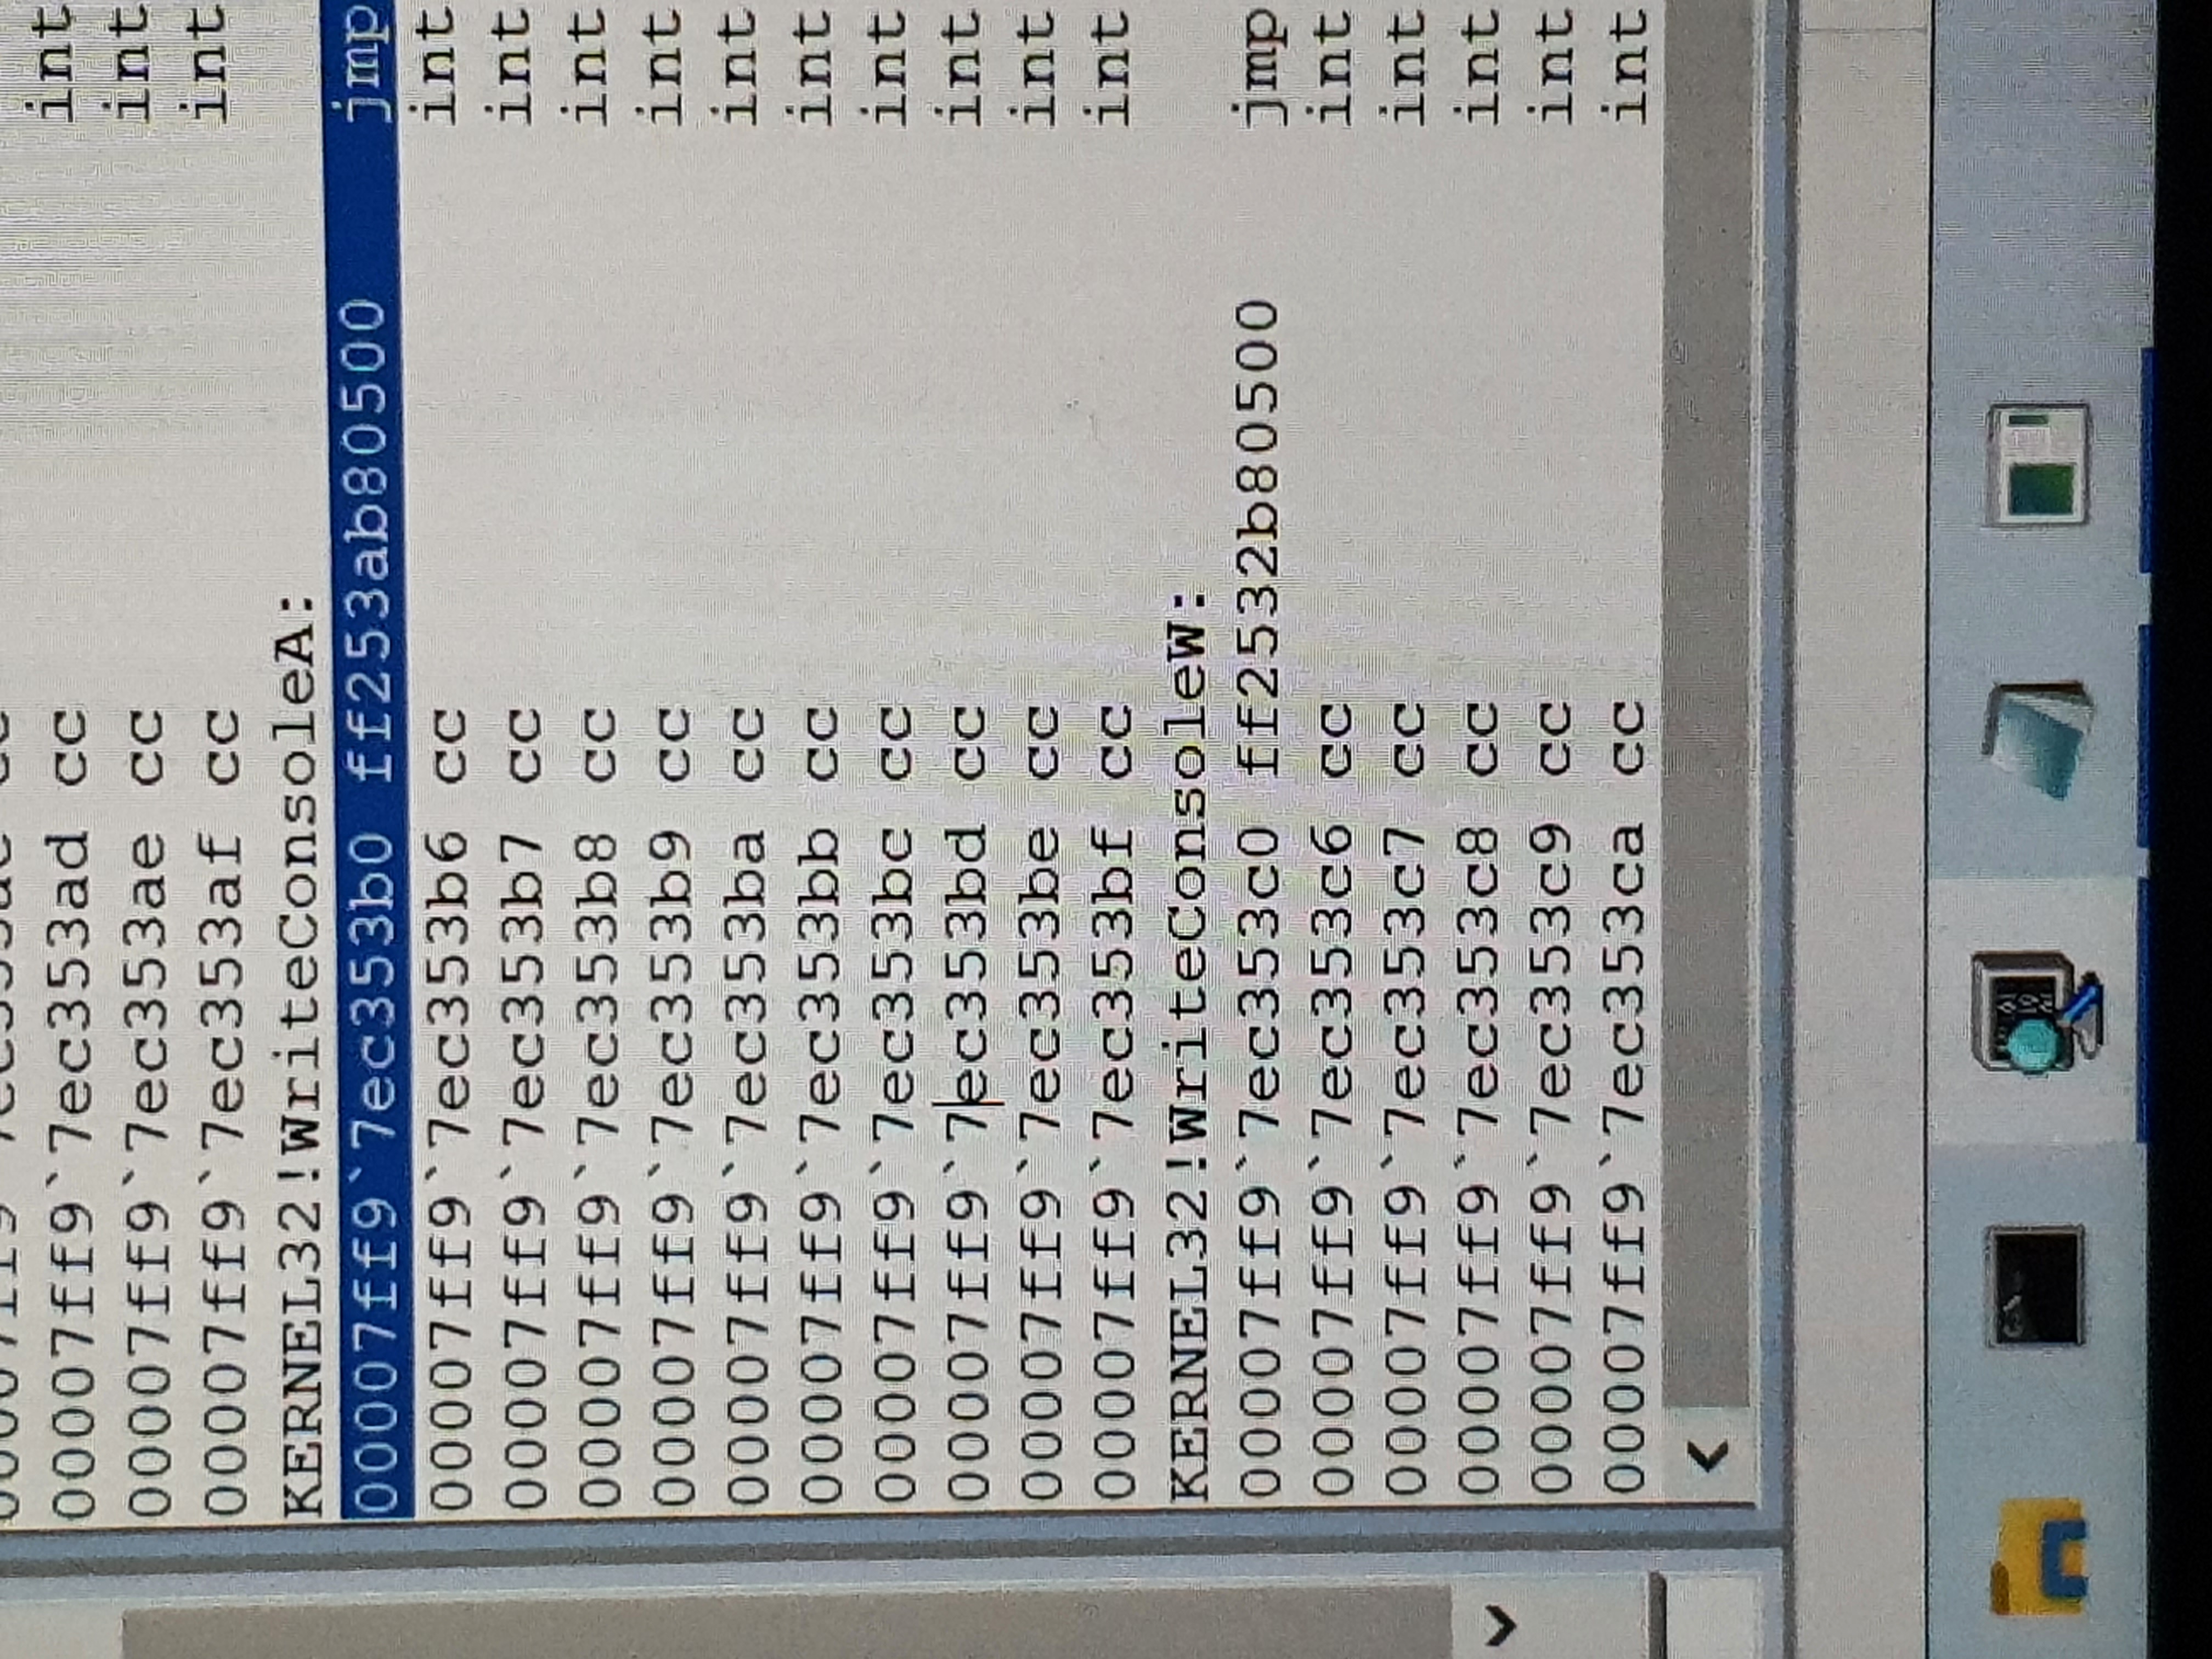 00007ff9`7ec353ac cc
00007ff9`7ec353ad cc int
00007ff9`7ec353ae cc int
00007ff9`7ec353af cc int
KERNEL32!WriteConsoleA:
00007ff9`7ec353b0 ff253ab80500 jmp
00007ff9`7ec353b6 cc int
00007ff9`7ec353b7 cc int
00007ff9`7ec353b8 cc int
00007ff9`7ec353b9 cc int
00007ff9`7ec353ba cc int
00007ff9`7ec353bb cc int
00007ff9`7ec353bc cc int
00007ff9`7ec353bd cc int
00007ff9`7ec353be cc int
00007ff9`7ec353bf cc int
KERNEL32!WriteConsoleW:
00007ff9`7ec353c0 ff2532b80500 jmp
00007ff9`7ec353c6 cc int
00007ff9`7ec353c7 cc int
00007ff9`7ec353c8 cc int
00007ff9`7ec353c9 cc int
00007ff9`7ec353ca cc int